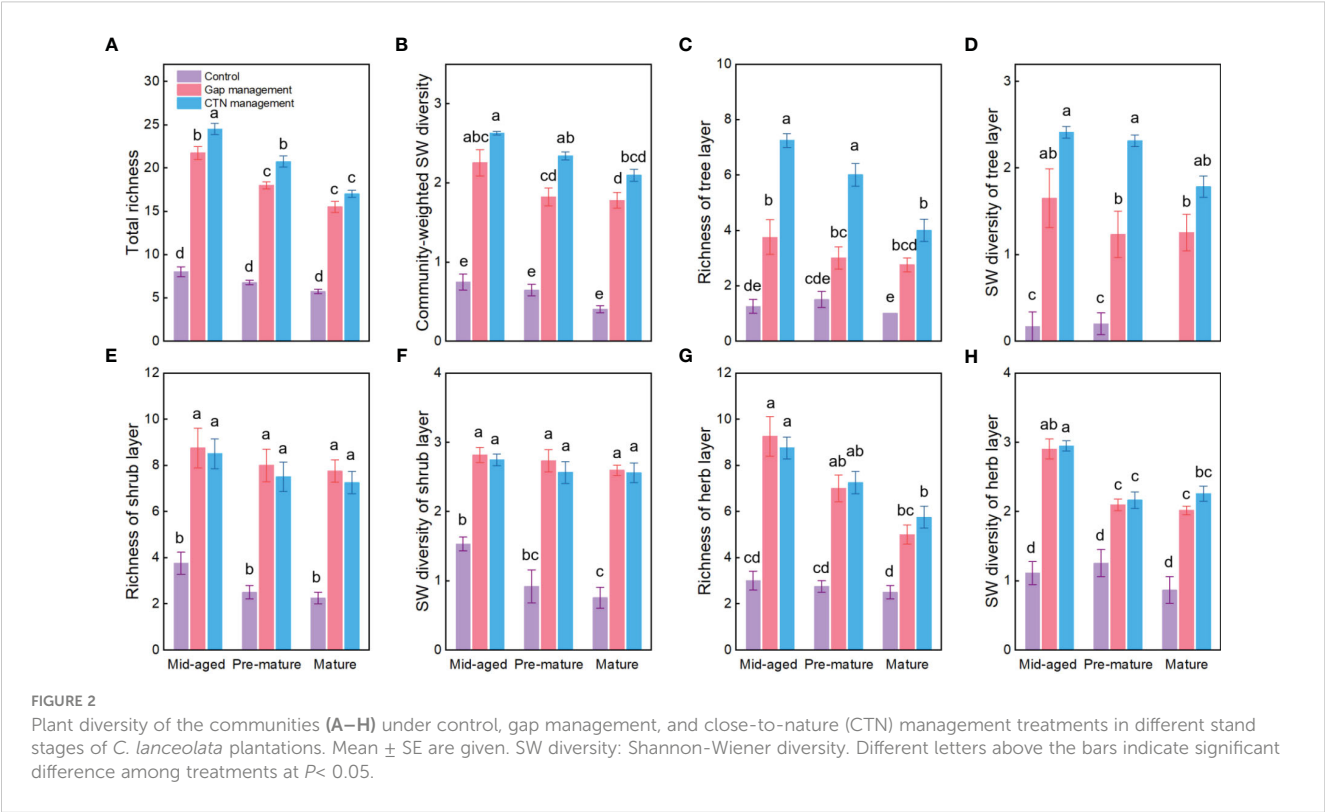 A
B
C
D
Control
Gap management
CTN management
30
25
20
15
10
5
0
Total richness
d
b
a
d
c
b
d
c
c
3
2
1
0
Community-weighted SW diversity
e
abc
a
e
cd
ab
e
d
bcd
10
8
6
4
2
Richness of tree layer
de
b
a
cde
bc
a
e
bcd
b
3
2
1
0
SW diversity of tree layer
c
ab
a
c
b
a
b
ab
E
F
G
H
12
10
8
6
4
2
0
Richness of shrub layer
b
a
a
b
a
a
b
a
a
Mid-aged Pre-mature Mature
4
3
2
1
0
SW diversity of shrub layer
b
a
a
bc
a
a
c
a
a
Mid-aged Pre-mature Mature
12
10
8
6
4
2
0
Richness of herb layer
cd
a
a
cd
ab
ab
d
bc
b
Mid-aged Pre-mature Mature
4
3
2
1
0
SW diversity of herb layer
d
ab
a
d
c
c
d
c
bc
Mid-aged Pre-mature Mature
FIGURE 2
Plant diversity of the communities (A–H) under control, gap management, and close-to-nature (CTN) management treatments in different stand
stages of C. lanceolata plantations. Mean ± SE are given. SW diversity: Shannon-Wiener diversity. Different letters above the bars indicate significant
difference among treatments at P< 0.05.